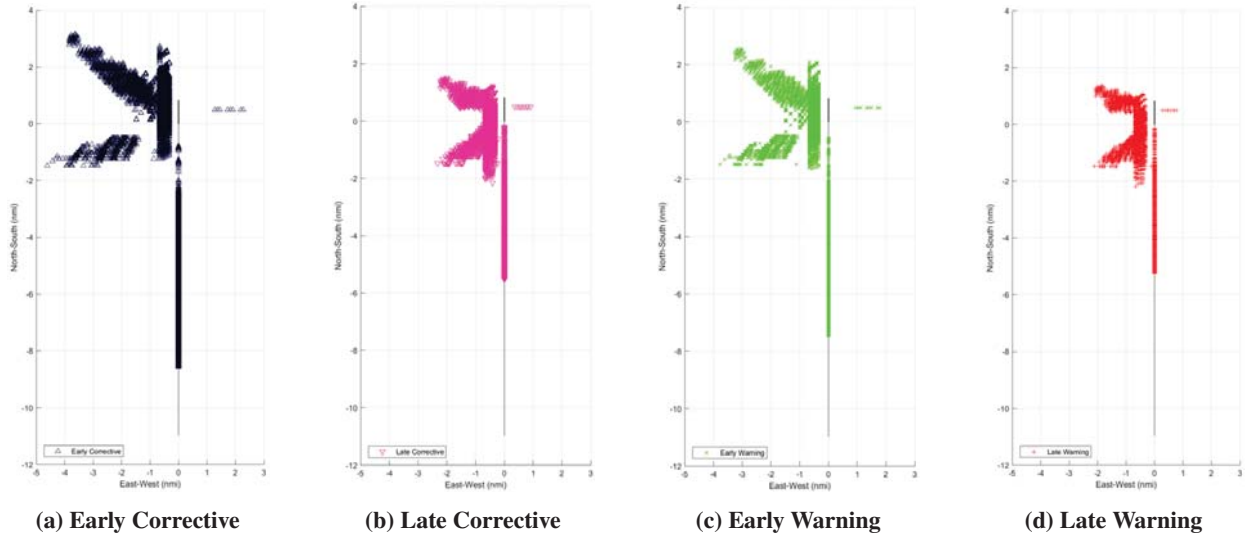 4
2
0
-2
-4
-6
-8
-10
-12
North-South (nmi)
Early Corrective
-5 -4 -3 -2 -1 0 1 2 3
East-West (nmi)
(a) Early Corrective
4
2
0
-2
-4
-6
-8
-10
-12
North-South (nmi)
Late Corrective
-5 -4 -3 -2 -1 0 1 2 3
East-West (nmi)
(b) Late Corrective
4
2
0
-2
-4
-6
-8
-10
-12
North-South (nmi)
Early Warning
-5 -4 -3 -2 -1 0 1 2 3
East-West (nmi)
(c) Early Warning
4
2
0
-2
-4
-6
-8
-10
-12
North-South (nmi)
Late Warning
-5 -4 -3 -2 -1 0 1 2 3
East-West (nmi)
(d) Late Warning